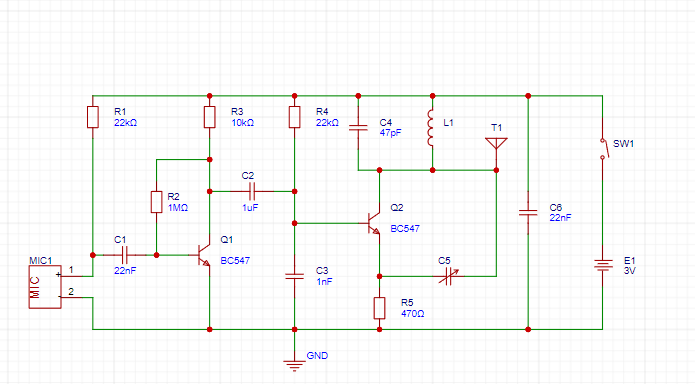 R1
22kΩ
R3
10kΩ
R4
22kΩ
C4
47pF
L1
T1
SW1
R2
1MΩ
C2
1uF
Q2
BC547
C6
22nF
C1
22nF
Q1
BC547
MIC1
MIC
+
1
-
2
C3
1nF
C5
E1
3V
R5
470Ω
GND